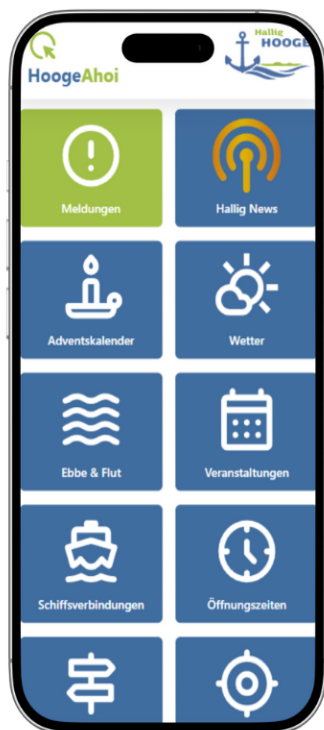 HoogeAhoi
Hallig
HOOGE
Meldungen
Hallig News
Adventskalender
Wetter
Ebbe & Flut
Veranstaltungen
Schiffsverbindungen
Öffnungszeiten